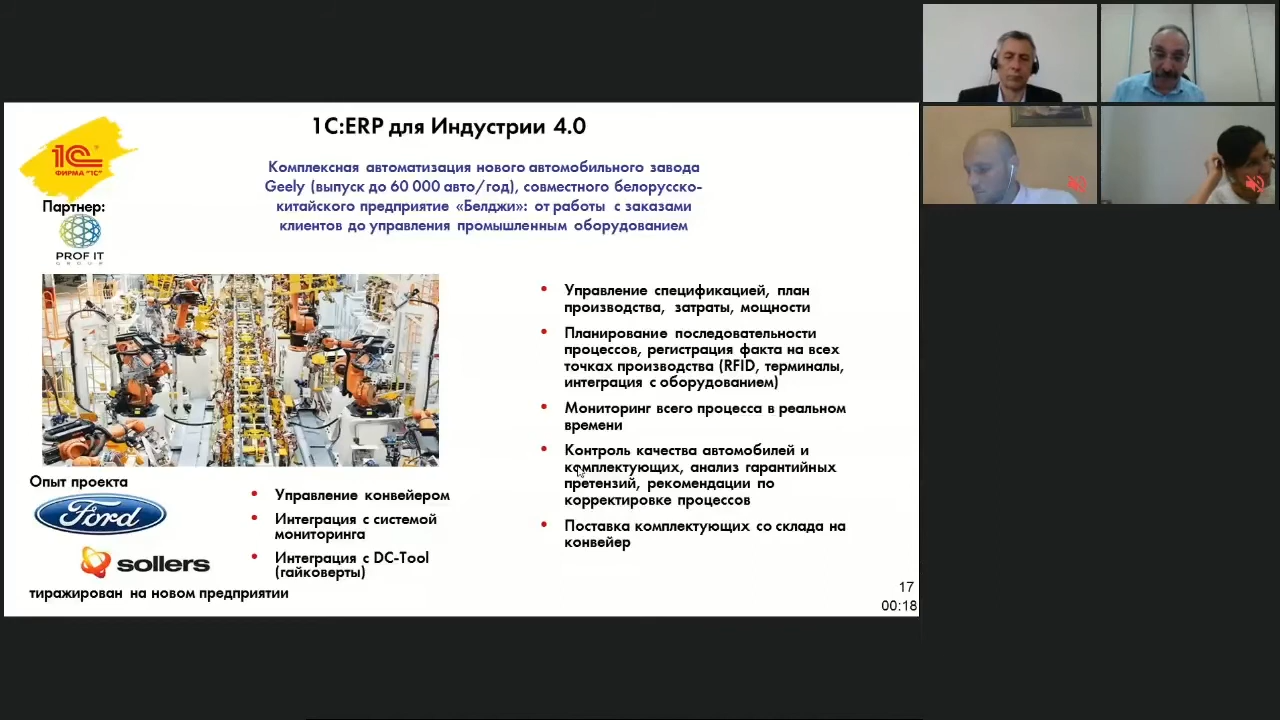 1С:ERP для Индустрии 4.0
1С
ФИРМА "1С"
Комплексная автоматизация нового автомобильного завода
Geely (выпуск до 60 000 авто/год), совместного белорусско-
китайского предприятие «Белджи»: от работы с заказами
клиентов до управления промышленным оборудованием
Партнер:
PROF IT
GROUP
• Управление спецификацией, план
производства, затраты, мощности
• Планирование последовательности
процессов, регистрация факта на всех
точках производства (RFID, терминалы,
интеграция с оборудованием)
• Мониторинг всего процесса в реальном
времени
• Контроль качества автомобилей и
комплектующих, анализ гарантийных
претензий, рекомендации по
корректировке процессов
• Поставка комплектующих со склада на
конвейер
Опыт проекта
Ford
sollers
• Управление конвейером
• Интеграция с системой
мониторинга
• Интеграция с DC-Tool
(гайковерты)
тиражирован на новом предприятии
17
00:18